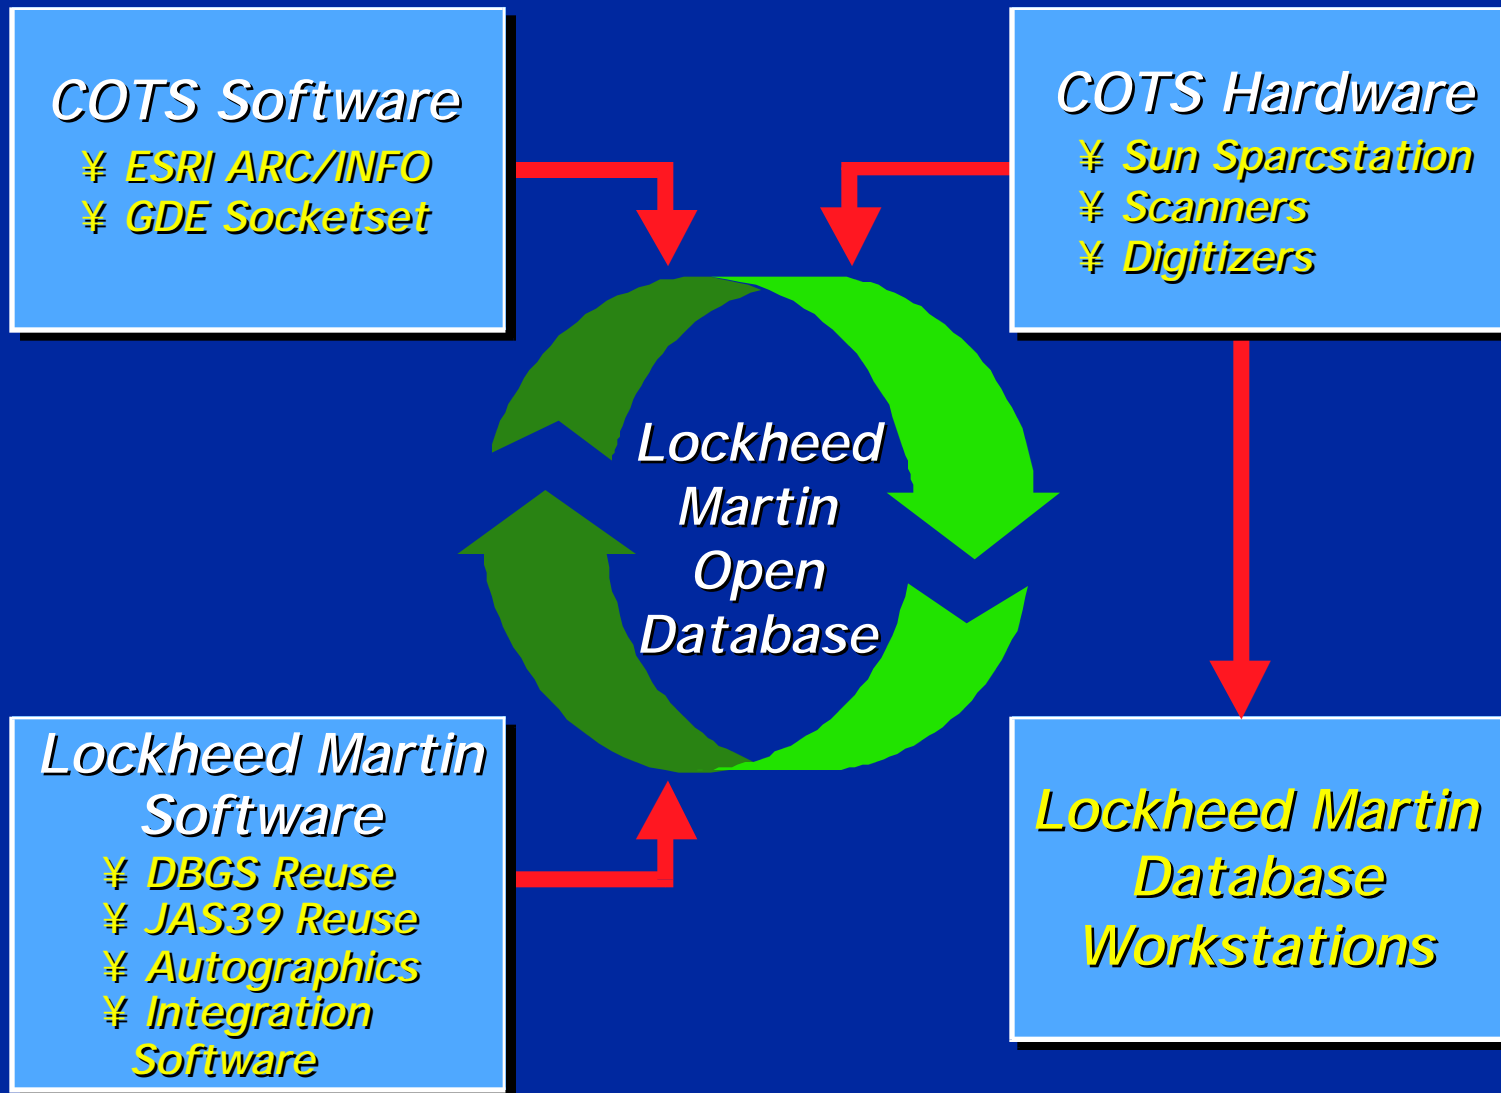 COTS Software
¥ ESRI ARC/INFO
¥ GDE Socketset
COTS Hardware
¥ Sun Sparcstation
¥ Scanners
¥ Digitizers
Lockheed
Martin
Open
Database
Lockheed Martin
Software
¥ DBGS Reuse
¥ JAS39 Reuse
¥ Autographics
¥ Integration
Software
Lockheed Martin
Database
Workstations